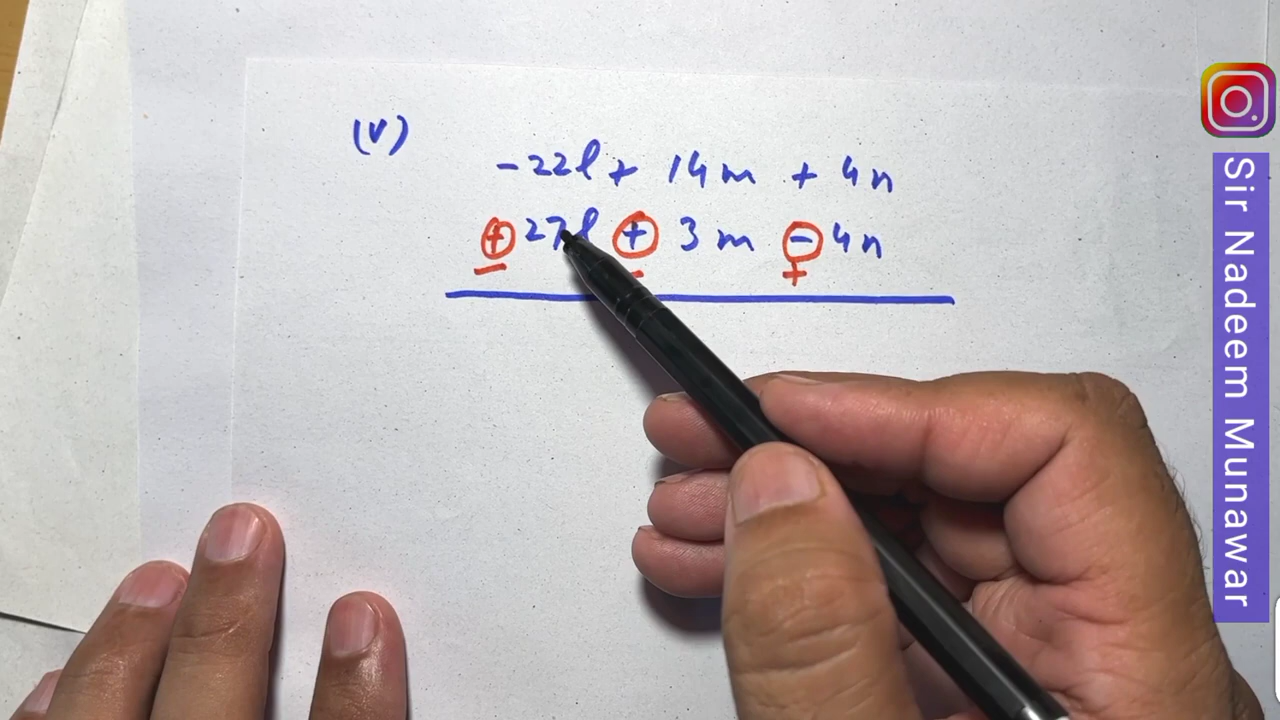 (V)
-22l + 14m + 4n
+ 27l + 3m - 4n
- - +
Sir Nadeem Munawar